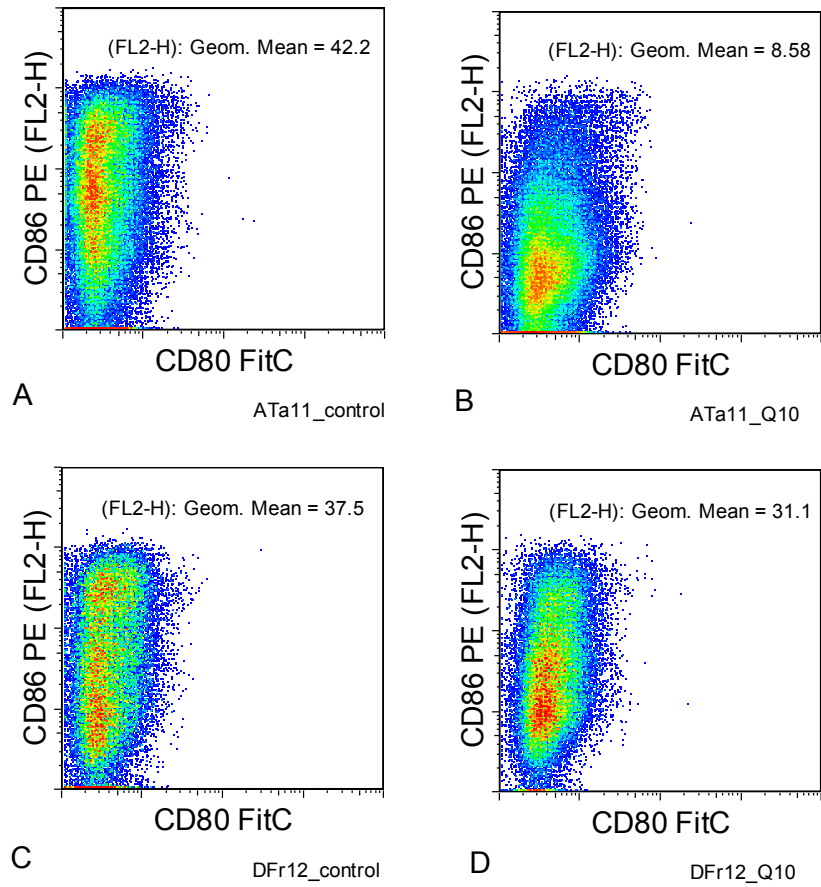 (FL2-H): Geom. Mean = 42.2
CD86 PE (FL2-H)
CD80 FitC
A
ATa11_control
(FL2-H): Geom. Mean = 8.58
CD86 PE (FL2-H)
CD80 FitC
B
ATa11_Q10
(FL2-H): Geom. Mean = 37.5
CD86 PE (FL2-H)
CD80 FitC
C
DFr12_control
(FL2-H): Geom. Mean = 31.1
CD86 PE (FL2-H)
CD80 FitC
D
DFr12_Q10